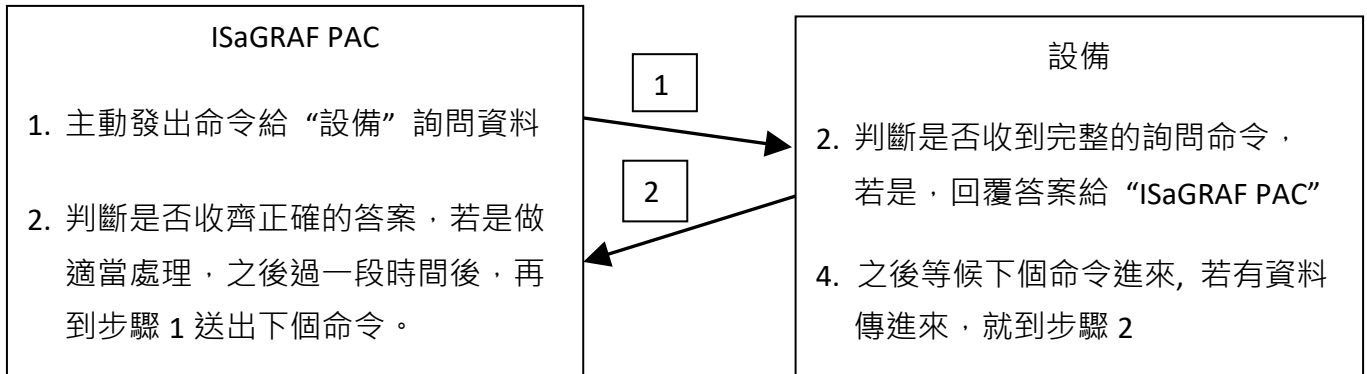 ISaGRAF PAC
1. 主動發出命令給 “設備” 詢問資料
2. 判斷是否收齊正確的答案，若是做
適當處理，之後過一段時間後，再
到步驟 1 送出下個命令。
1
2
設備
2. 判斷是否收到完整的詢問命令，
若是，回覆答案給 “ISaGRAF PAC”
4. 之後等候下個命令進來, 若有資料
傳進來，就到步驟 2